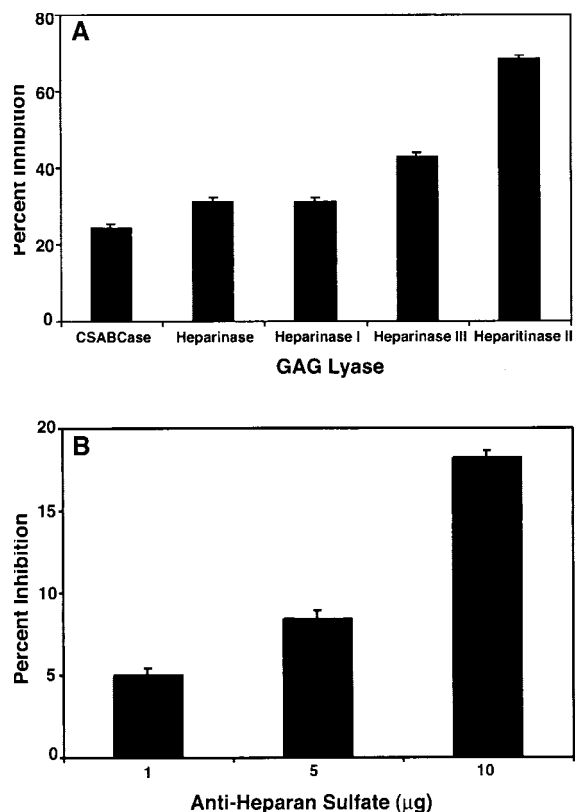 A
80
60
40
20
0
Percent Inhibition
CSABCase Heparinase Heparinase I Heparinase III Heparitinase II
GAG Lyase
B
20
15
10
5
0
Percent Inhibition
1 5 10
Anti-Heparan Sulfate (μg)